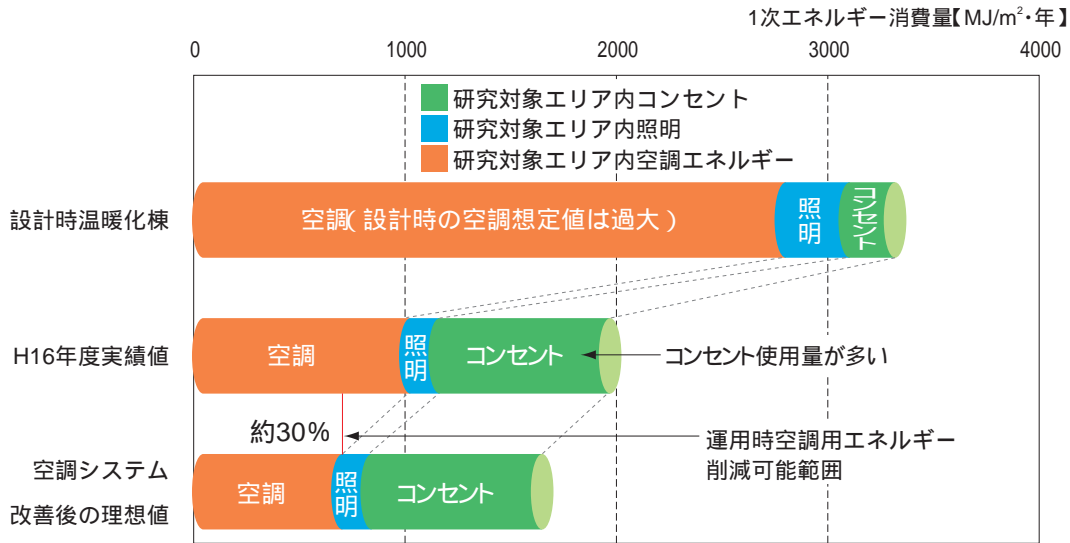 1次エネルギー消費量【MJ/m²・年】
0 1000 2000 3000 4000
研究対象エリア内コンセント
研究対象エリア内照明
研究対象エリア内空調エネルギー
設計時温暖化棟
空調(設計時の空調想定値は過大)
照明
コンセント
H16年度実績値
空調
照明
コンセント
コンセント使用量が多い
約30%
運用時空調用エネルギー
削減可能範囲
空調システム
改善後の理想値
空調
照明
コンセント